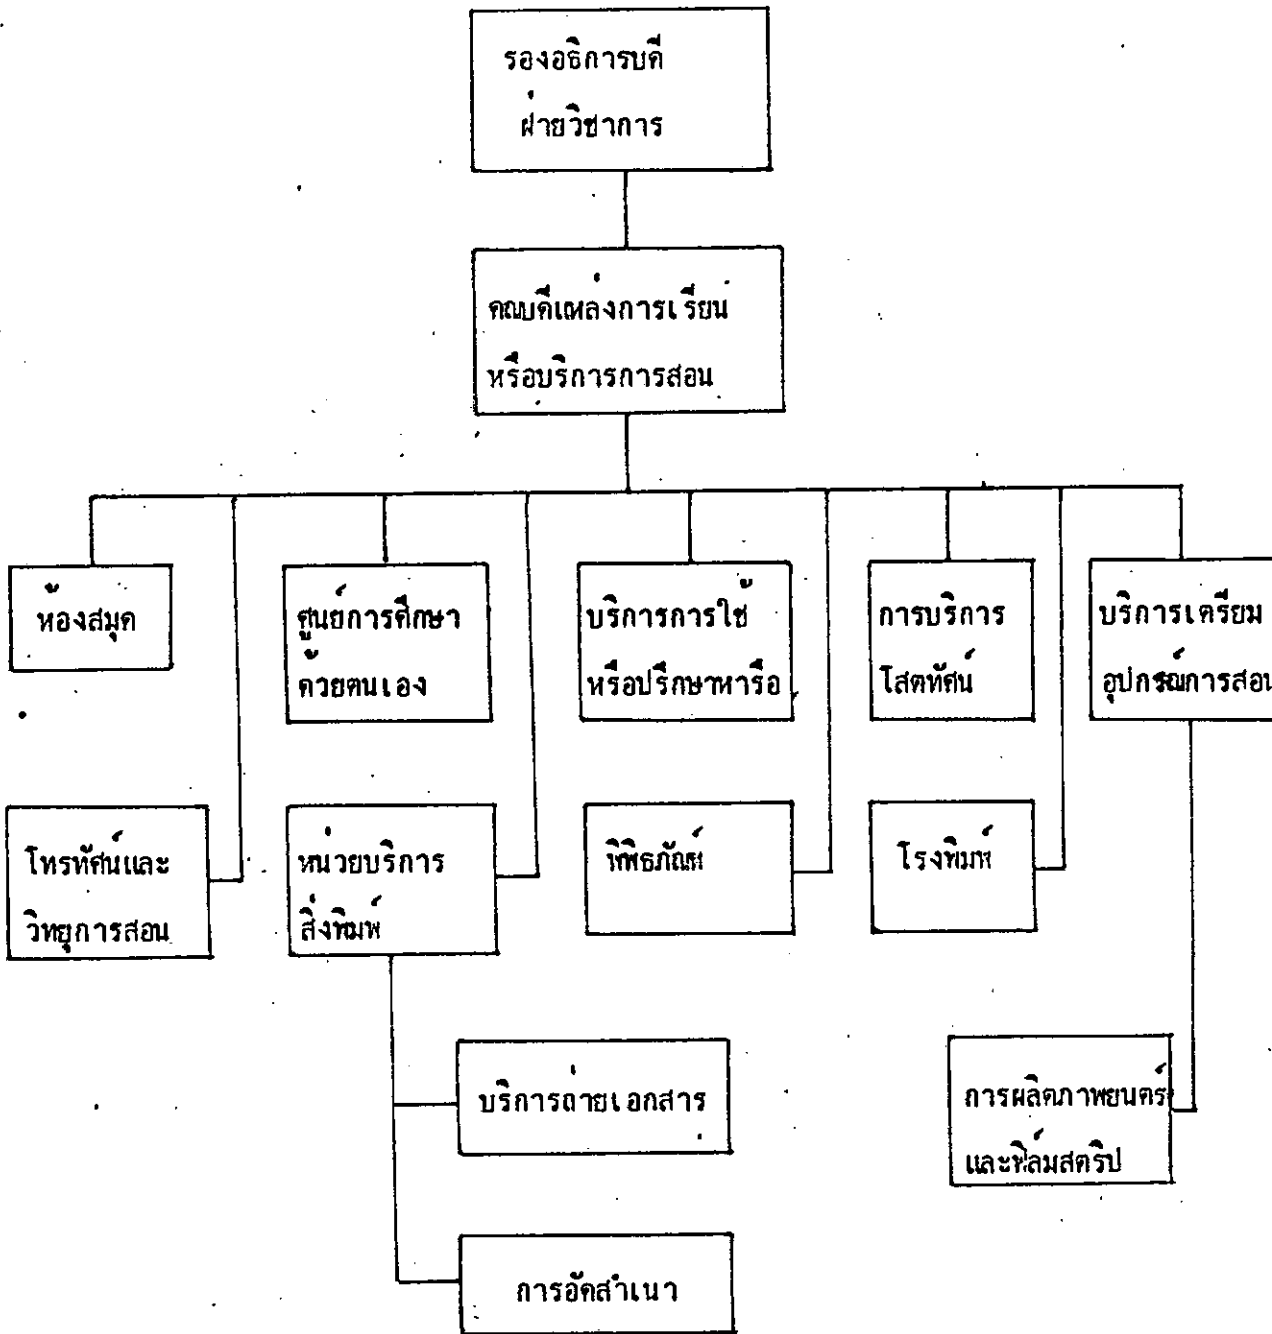 รองอธิการบดี
ฝ่ายวิชาการ
คณบดีแหล่งการเรียน
หรือบริการการสอน
ห้องสมุด
ศูนย์การศึกษา
ด้วยตนเอง
บริการการใช้
หรือปรึกษาหารือ
การบริการ
โสตทัศน์
บริการเตรียม
อุปกรณ์การสอน
โทรทัศน์และ
วิทยุการสอน
หน่วยบริการ
สิ่งพิมพ์
พิพิธภัณฑ์
โรงพิมพ์
บริการถ่ายเอกสาร
การผลิตภาพยนตร์
และฟิล์มสตริป
การอัดสำเนา